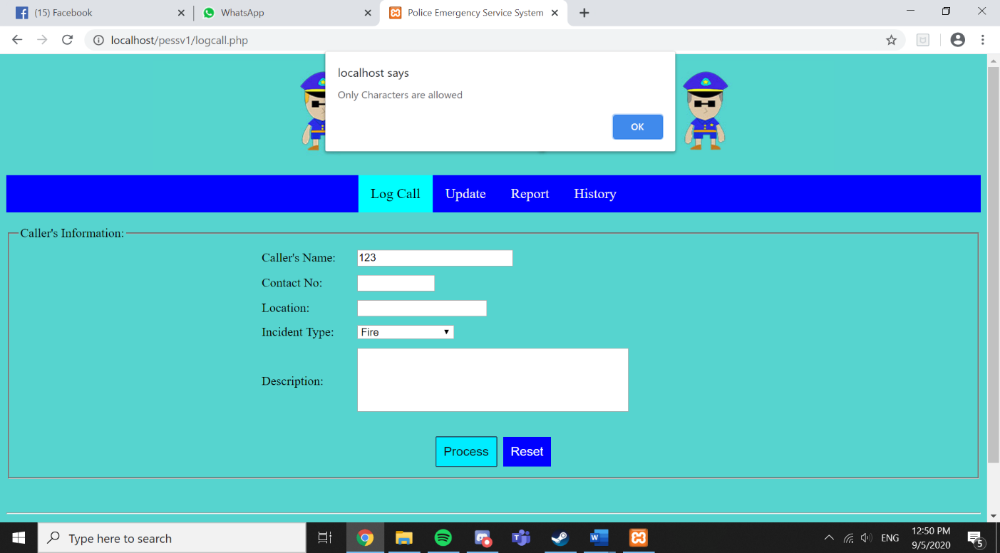 (15) Facebook
WhatsApp
Police Emergency Service System
localhost/pessv1/logcall.php
localhost says
Only Characters are allowed
OK
Log Call Update Report History
Caller's Information:
Caller's Name: 123
Contact No:
Location:
Incident Type: Fire
Description:
Process Reset
Type here to search
ENG
12:50 PM
9/5/2020
5